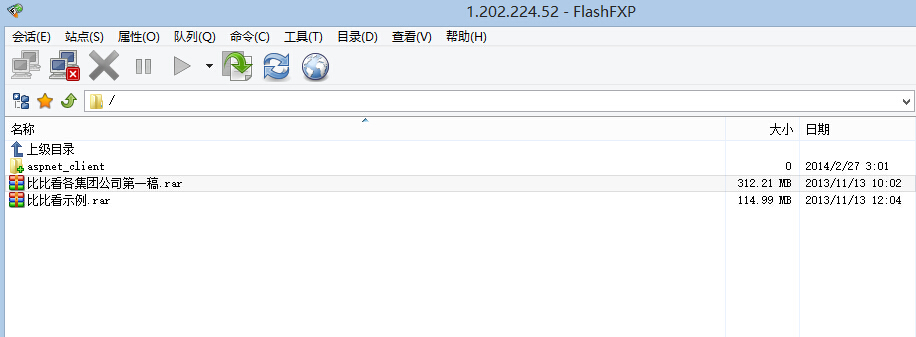 1.202.224.52 - FlashFXP
会话(E) 站点(S) 属性(O) 队列(Q) 命令(C) 工具(T) 目录(D) 查看(V) 帮助(H)
/
名称 大小 日期
上级目录
aspnet_client 0 2014/2/27 3:01
比比看各集团公司第一稿.rar 312.21 MB 2013/11/13 10:02
比比看示例.rar 114.99 MB 2013/11/13 12:04